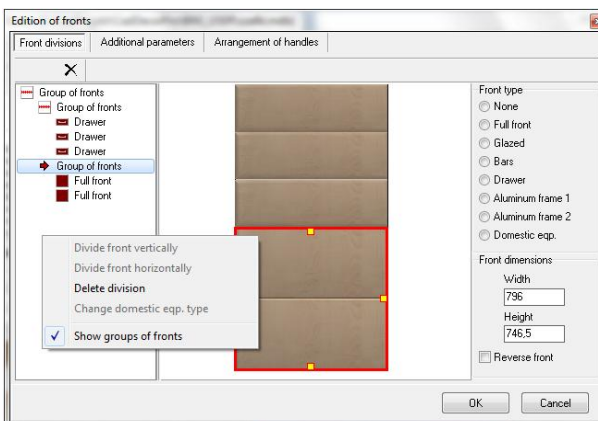 Edition of fronts
Front divisions Additional parameters Arrangement of handles
Group of fronts
Group of fronts
Drawer
Drawer
Drawer
Group of fronts
Full front
Full front
Divide front vertically
Divide front horizontally
Delete division
Change domestic eqp. type
Show groups of fronts
Front type
None
Full front
Glazed
Bars
Drawer
Aluminum frame 1
Aluminum frame 2
Domestic eqp.
Front dimensions
Width
796
Height
746,5
Reverse front
OK Cancel